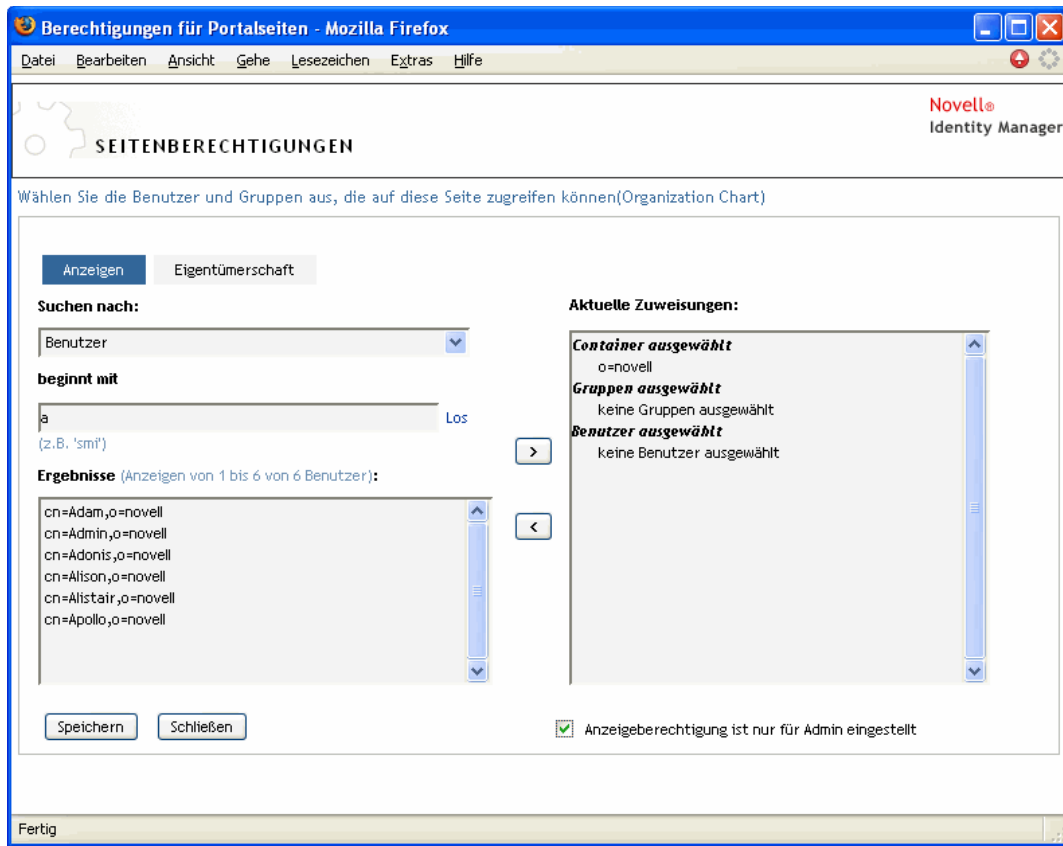 Berechtigungen für Portalseiten - Mozilla Firefox
Datei Bearbeiten Ansicht Gehe Lesezeichen Extras Hilfe
Novell®
Identity Manager
SEITENBERECHTIGUNGEN
Wählen Sie die Benutzer und Gruppen aus, die auf diese Seite zugreifen können(Organization Chart)
Anzeigen Eigentümerschaft
Suchen nach:
Benutzer
beginnt mit
a Los
(z.B. 'smi')
Ergebnisse (Anzeigen von 1 bis 6 von 6 Benutzer):
cn=Adam,o=novell
cn=Admin,o=novell
cn=Adonis,o=novell
cn=Alison,o=novell
cn=Alistair,o=novell
cn=Apollo,o=novell
>
<
Aktuelle Zuweisungen:
Container ausgewählt
o=novell
Gruppen ausgewählt
keine Gruppen ausgewählt
Benutzer ausgewählt
keine Benutzer ausgewählt
Speichern Schließen
Anzeigeberechtigung ist nur für Admin eingestellt
Fertig